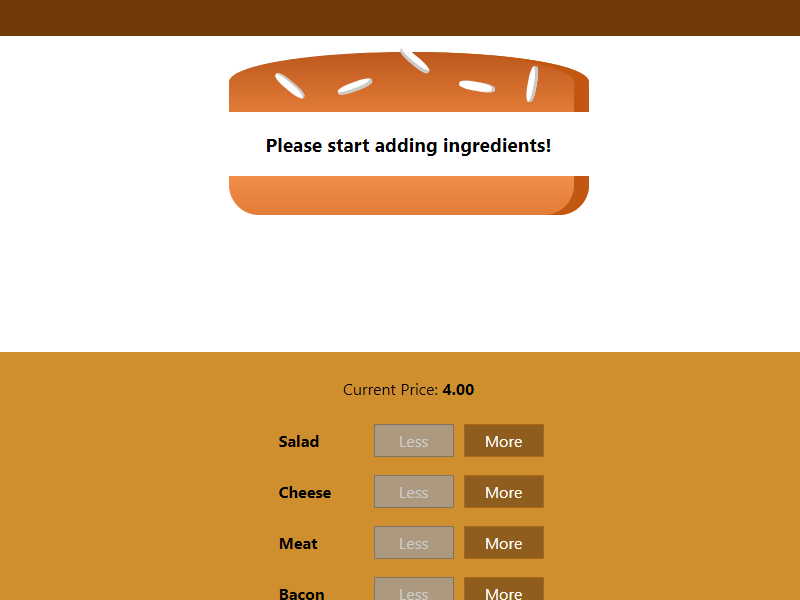 Please start adding ingredients!
Current Price: 4.00
Salad Less More
Cheese Less More
Meat Less More
Bacon Less More